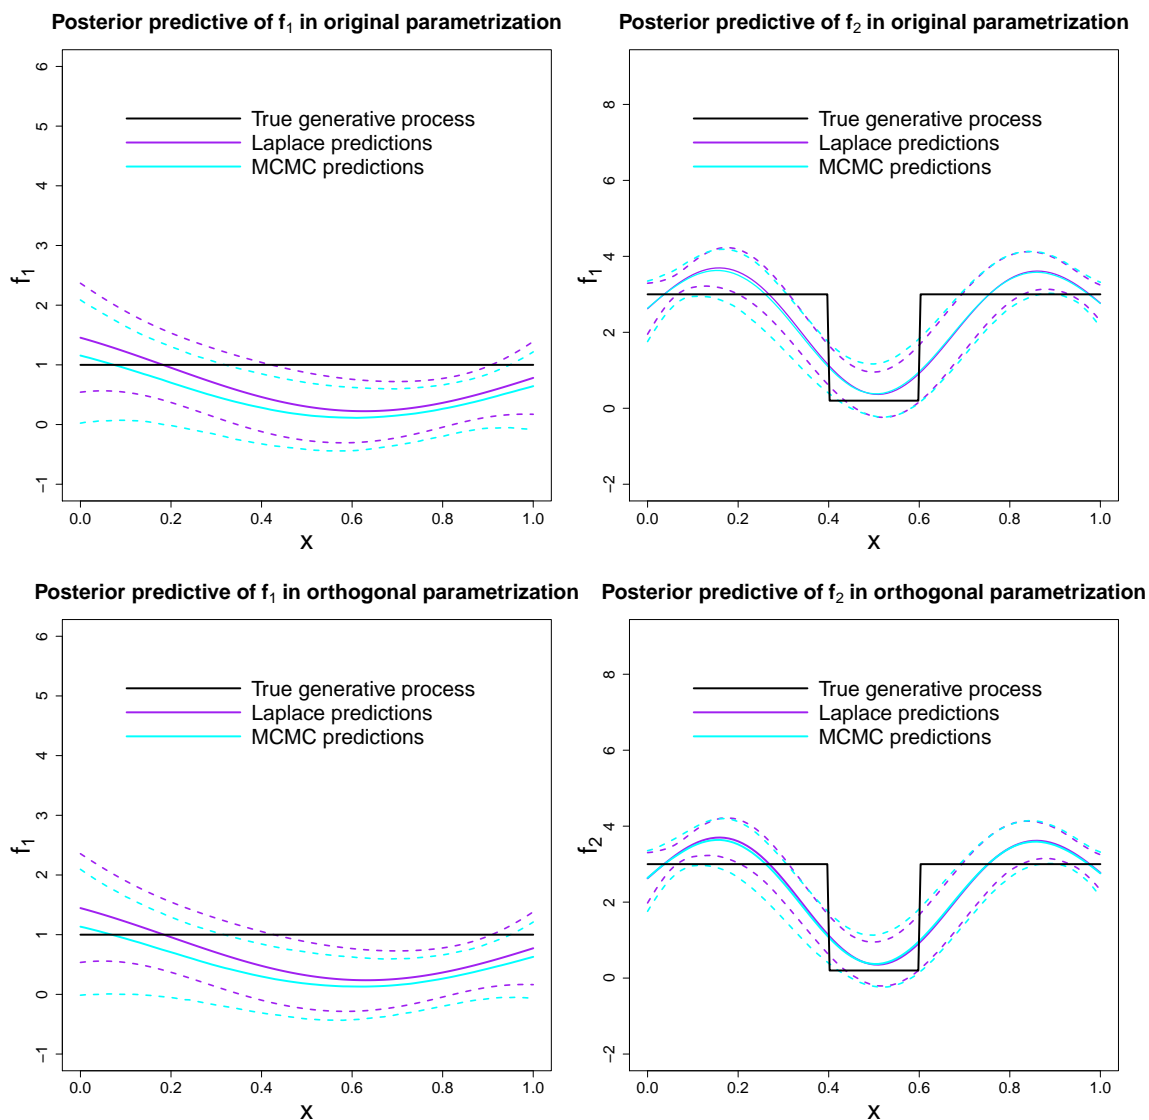 Posterior predictive of f₁ in original parametrization
6
5
4
3
2
1
0
−1
f₁
True generative process
Laplace predictions
MCMC predictions
0.0 0.2 0.4 0.6 0.8 1.0
x
Posterior predictive of f₂ in original parametrization
8
6
4
2
0
−2
f₁
True generative process
Laplace predictions
MCMC predictions
0.0 0.2 0.4 0.6 0.8 1.0
x
Posterior predictive of f₁ in orthogonal parametrization
6
5
4
3
2
1
0
−1
f₁
True generative process
Laplace predictions
MCMC predictions
0.0 0.2 0.4 0.6 0.8 1.0
x
Posterior predictive of f₂ in orthogonal parametrization
8
6
4
2
0
−2
f₂
True generative process
Laplace predictions
MCMC predictions
0.0 0.2 0.4 0.6 0.8 1.0
x